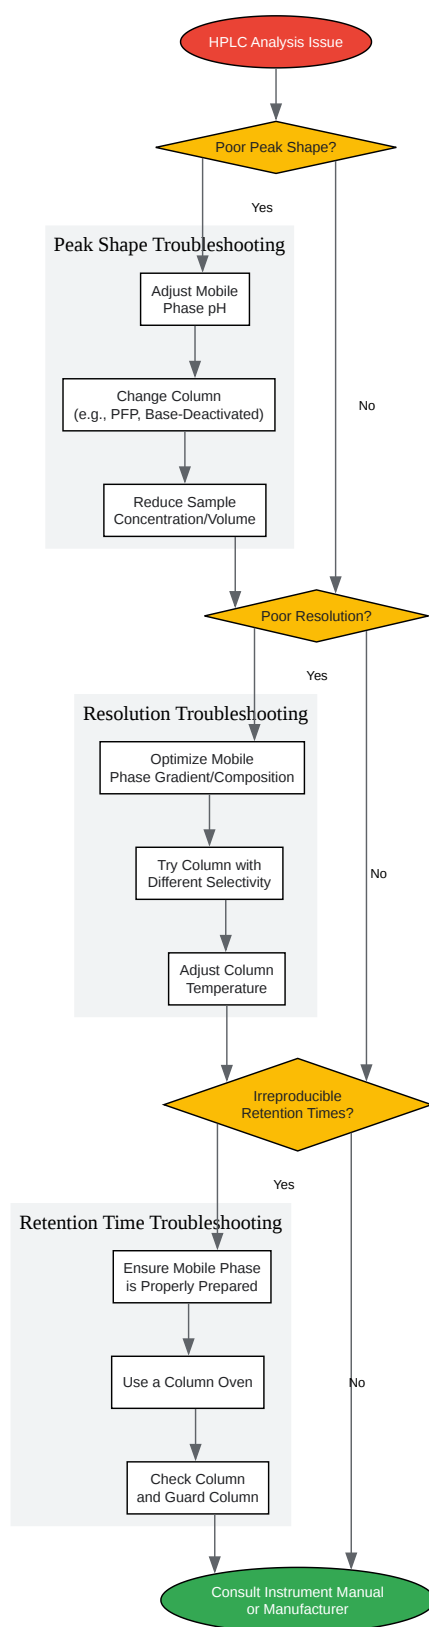 HPLC Analysis Issue
Poor Peak Shape?
Yes
Peak Shape Troubleshooting
Adjust Mobile
Phase pH
Change Column
(e.g., PFP, Base-Deactivated)
No
Reduce Sample
Concentration/Volume
Poor Resolution?
Yes
Resolution Troubleshooting
Optimize Mobile
Phase Gradient/Composition
Try Column with
Different Selectivity
No
Adjust Column
Temperature
Irreproducible
Retention Times?
Yes
Retention Time Troubleshooting
Ensure Mobile Phase
is Properly Prepared
Use a Column Oven
No
Check Column
and Guard Column
Consult Instrument Manual
or Manufacturer